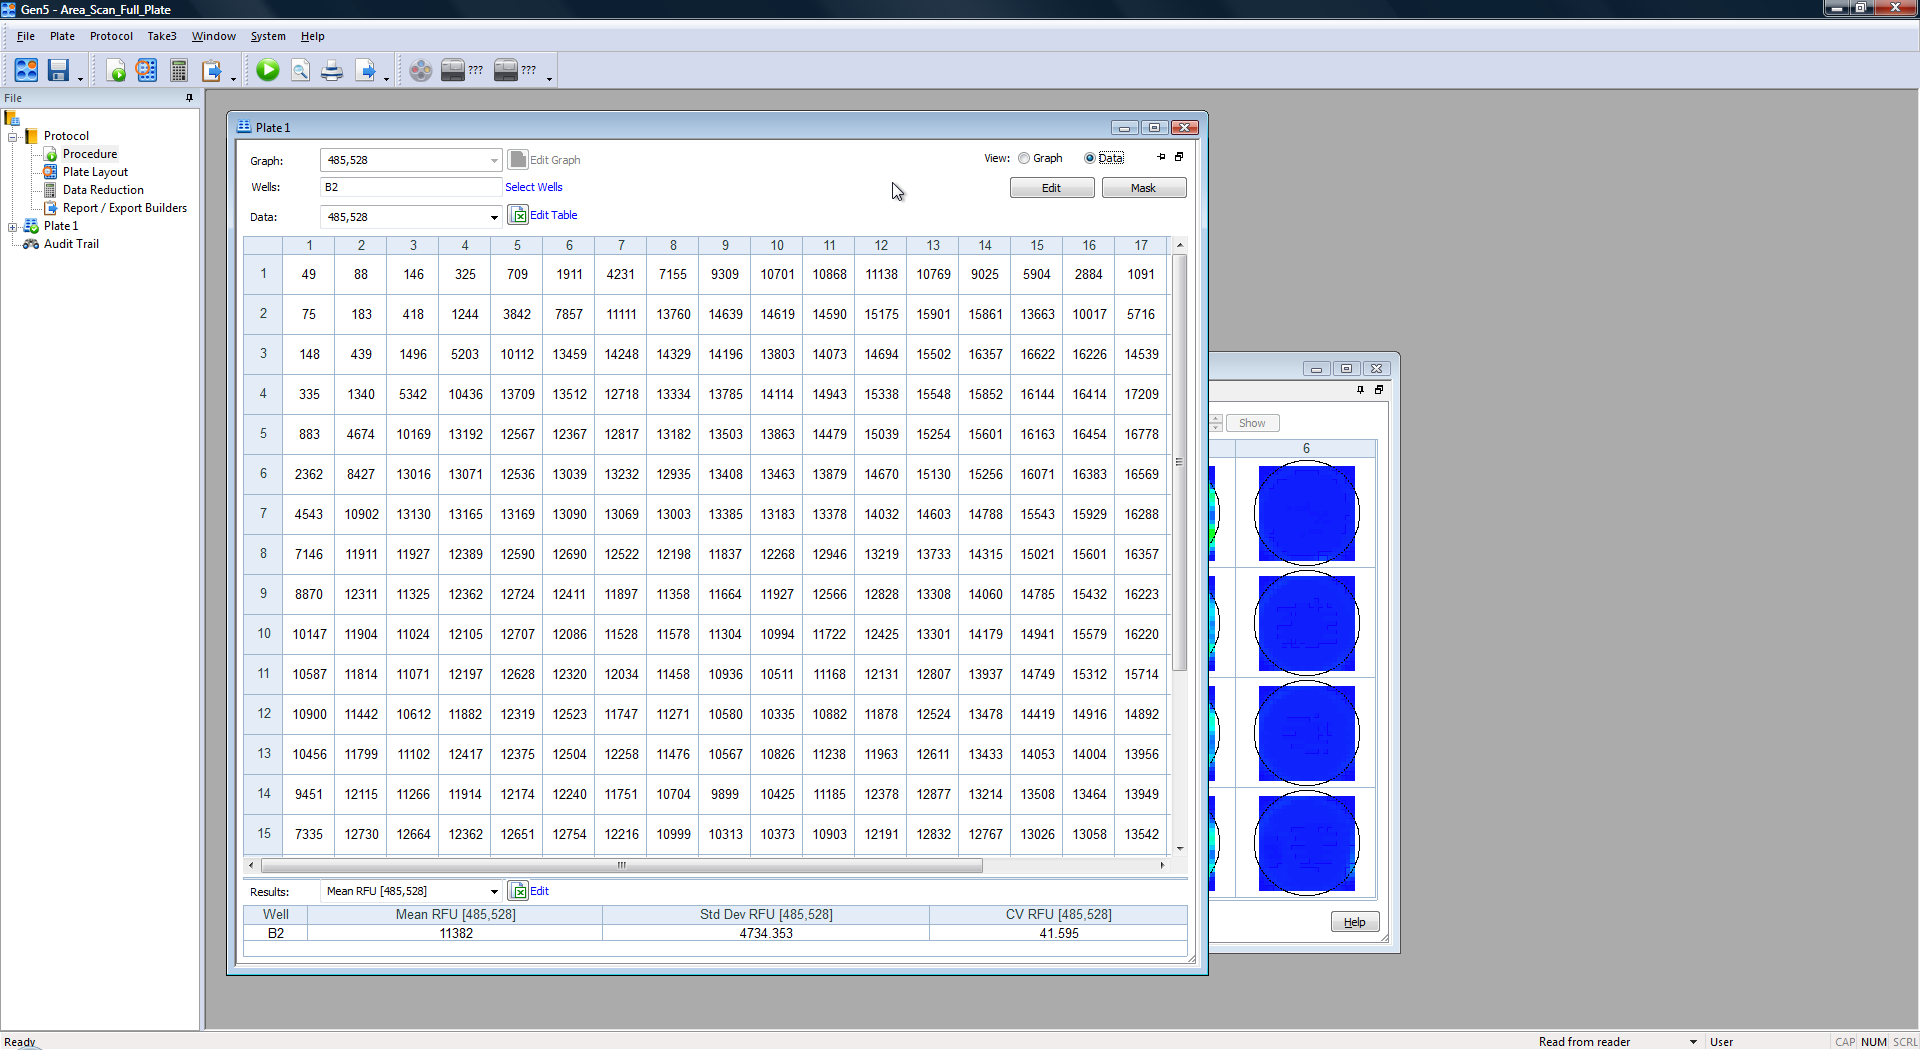 Gen5 - Area_Scan_Full_Plate
File Plate Protocol Take3 Window System Help
??? ???
File
Protocol
Procedure
Plate Layout
Data Reduction
Report / Export Builders
Plate 1
Audit Trail
Plate 1
Graph: 485,528 Edit Graph View: Graph Data
Wells: B2 Select Wells Edit Mask
Data: 485,528 Edit Table
1 2 3 4 5 6 7 8 9 10 11 12 13 14 15 16 17
1 49 88 146 325 709 1911 4231 7155 9309 10701 10868 11138 10769 9025 5904 2884 1091
2 75 183 418 1244 3842 7857 11111 13760 14639 14619 14590 15175 15901 15861 13663 10017 5716
3 148 439 1496 5203 10112 13459 14248 14329 14196 13803 14073 14694 15502 16357 16622 16226 14539
4 335 1340 5342 10436 13709 13512 12718 13334 13785 14114 14943 15338 15548 15852 16144 16414 17209
5 883 4674 10169 13192 12567 12367 12817 13182 13503 13863 14479 15039 15254 15601 16163 16454 16778
6 2362 8427 13016 13071 12536 13039 13232 12935 13408 13463 13879 14670 15130 15256 16071 16383 16569
7 4543 10902 13130 13165 13169 13090 13069 13003 13385 13183 13378 14032 14603 14788 15543 15929 16288
8 7146 11911 11927 12389 12590 12690 12522 12198 11837 12268 12946 13219 13733 14315 15021 15601 16357
9 8870 12311 11325 12362 12724 12411 11897 11358 11664 11927 12566 12828 13308 14060 14785 15432 16223
10 10147 11904 11024 12105 12707 12086 11528 11578 11304 10994 11722 12425 13301 14179 14941 15579 16220
11 10587 11814 11071 12197 12628 12320 12034 11458 10936 10511 11168 12131 12807 13937 14749 15312 15714
12 10900 11442 10612 11882 12319 12523 11747 11271 10580 10335 10882 11878 12524 13478 14419 14916 14892
13 10456 11799 11102 12417 12375 12504 12258 11476 10567 10826 11238 11963 12611 13433 14053 14004 13956
14 9451 12115 11266 11914 12174 12240 11751 10704 9899 10425 11185 12378 12877 13214 13508 13464 13949
15 7335 12730 12664 12362 12651 12754 12216 10999 10313 10373 10903 12191 12832 12767 13026 13058 13542
Results: Mean RFU [485,528] Edit
Well Mean RFU [485,528] Std Dev RFU [485,528] CV RFU [485,528]
B2 11382 4734.353 41.595
Show
6
Help
Ready Read from reader User CAP NUM SCRL